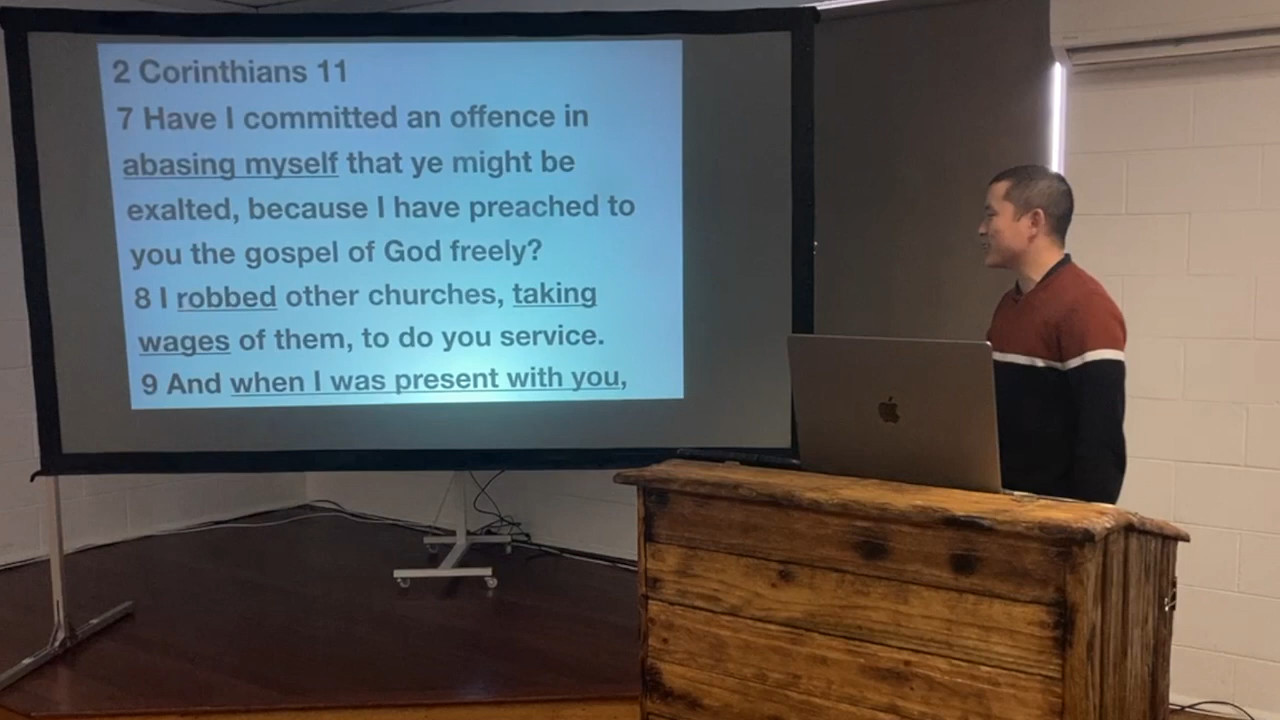 2 Corinthians 11
7 Have I committed an offence in
abasing myself that ye might be
exalted, because I have preached to
you the gospel of God freely?
8 I robbed other churches, taking
wages of them, to do you service.
9 And when I was present with you,